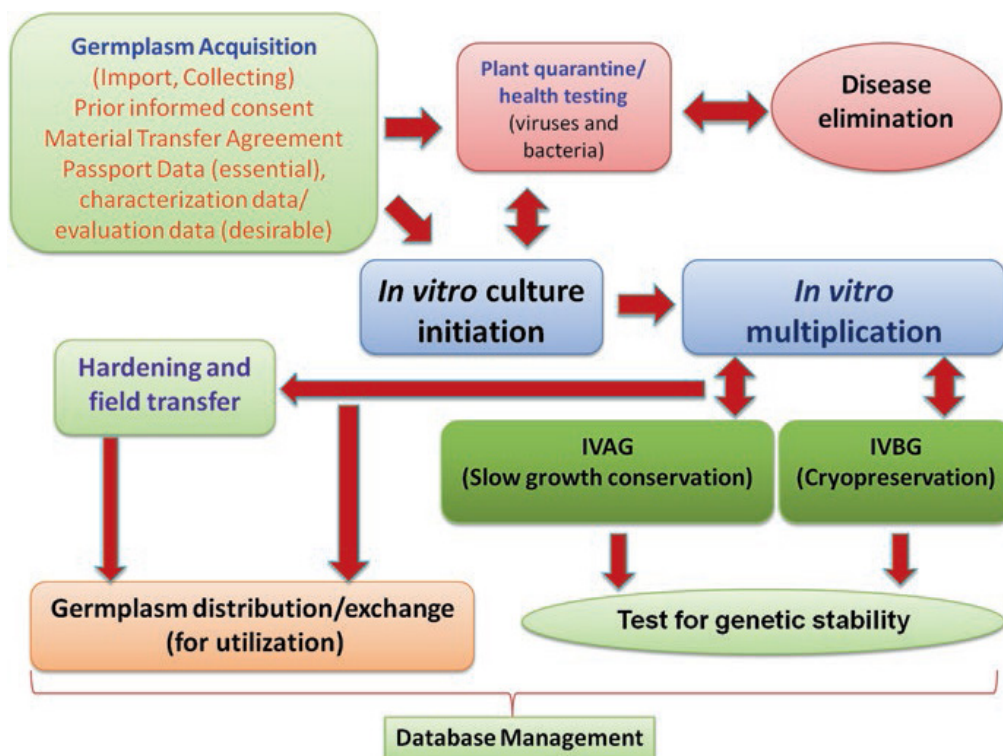 Germplasm Acquisition
(Import, Collecting)
Prior informed consent
Material Transfer Agreement
Passport Data (essential),
characterization data/
evaluation data (desirable)
Plant quarantine/
health testing
(viruses and
bacteria)
Disease
elimination
In vitro culture
initiation
In vitro
multiplication
Hardening and
field transfer
IVAG
(Slow growth conservation)
IVBG
(Cryopreservation)
Germplasm distribution/exchange
(for utilization)
Test for genetic stability
Database Management